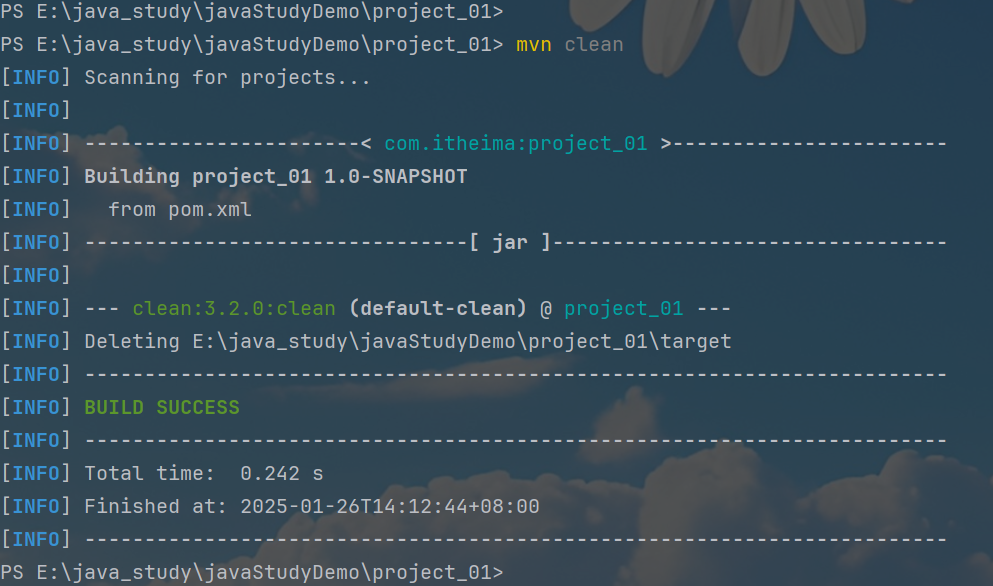 PS E:\java_study\javaStudyDemo\project_01>
PS E:\java_study\javaStudyDemo\project_01> mvn clean
[INFO] Scanning for projects...
[INFO]
[INFO] -----------------------< com.itheima:project_01 >-----------------------
[INFO] Building project_01 1.0-SNAPSHOT
[INFO]   from pom.xml
[INFO] --------------------------------[ jar ]---------------------------------
[INFO]
[INFO] --- clean:3.2.0:clean (default-clean) @ project_01 ---
[INFO] Deleting E:\java_study\javaStudyDemo\project_01\target
[INFO] ------------------------------------------------------------------------
[INFO] BUILD SUCCESS
[INFO] ------------------------------------------------------------------------
[INFO] Total time:  0.242 s
[INFO] Finished at: 2025-01-26T14:12:44+08:00
[INFO] ------------------------------------------------------------------------
PS E:\java_study\javaStudyDemo\project_01>